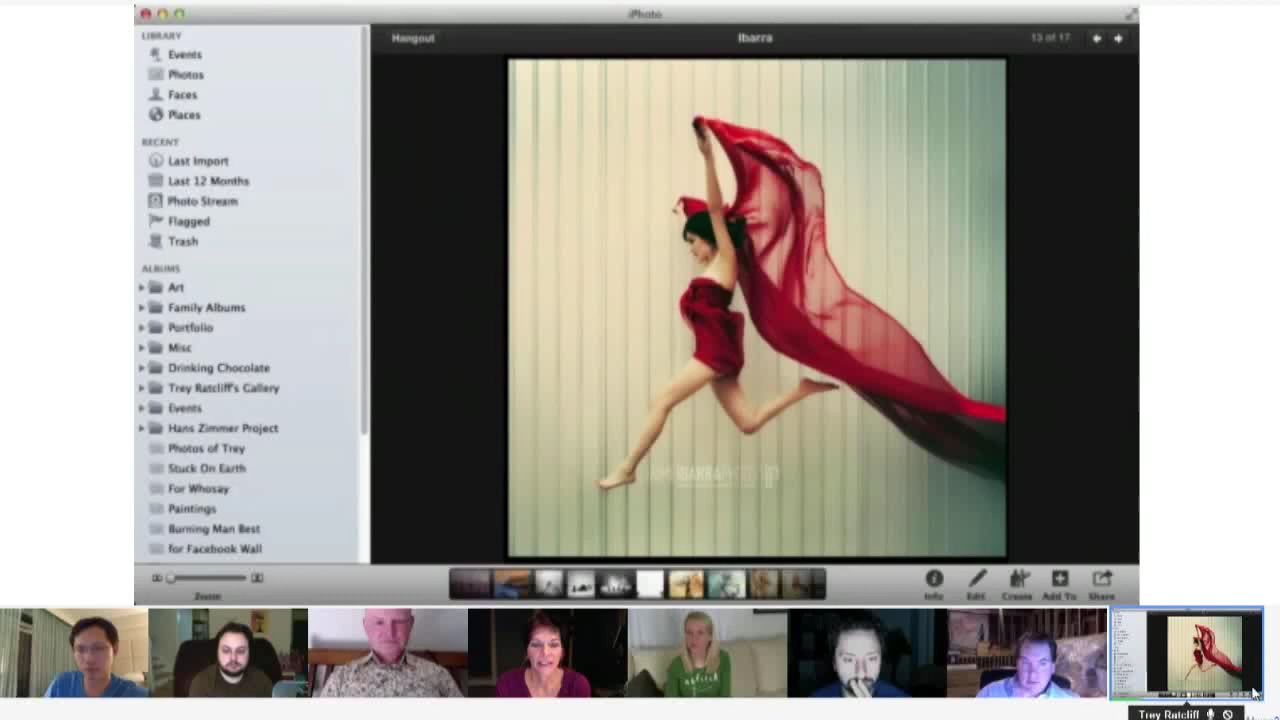 iPhoto
LIBRARY
Events
Photos
Faces
Places
RECENT
Last Import
Last 12 Months
Photo Stream
Flagged
Trash
ALBUMS
Art
Family Albums
Portfolio
Misc
Drinking Chocolate
Trey Ratcliff's Gallery
Events
Hans Zimmer Project
Photos of Trey
Stuck On Earth
For Whosay
Paintings
Burning Man Best
for Facebook Wall
Zoom
Hangout
Ibarra
13 of 17
IBARRA
Info
Edit
Create
Add To
Share
Trey Ratcliff